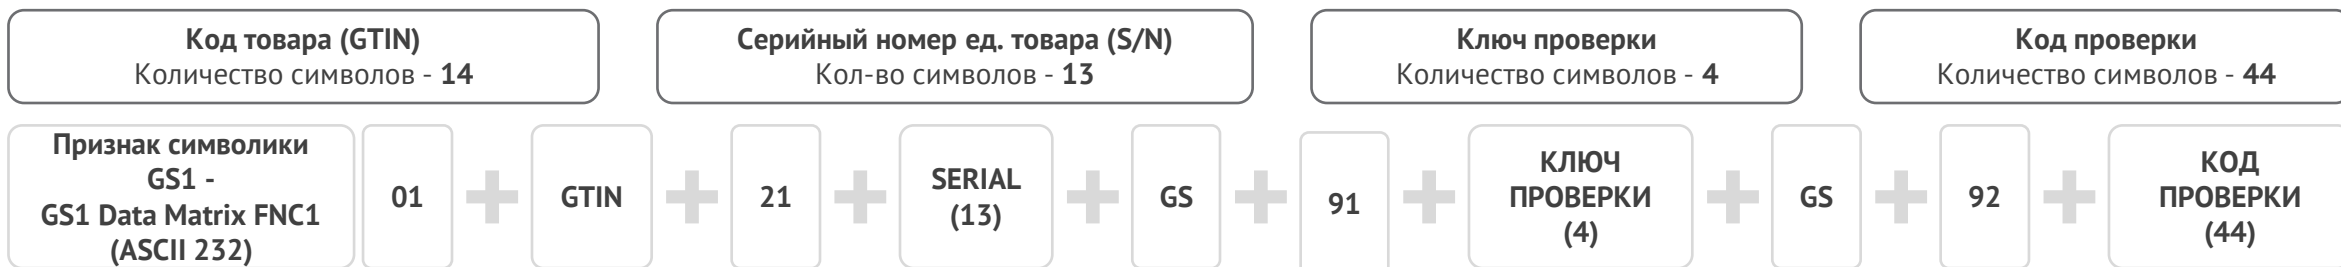 Код товара (GTIN)
Количество символов - 14
Серийный номер ед. товара (S/N)
Кол-во символов - 13
Ключ проверки
Количество символов - 4
Код проверки
Количество символов - 44
Признак символики
GS1 -
GS1 Data Matrix FNC1
(ASCII 232)
01
GTIN
21
SERIAL
(13)
GS
91
КЛЮЧ
ПРОВЕРКИ
(4)
GS
92
КОД
ПРОВЕРКИ
(44)